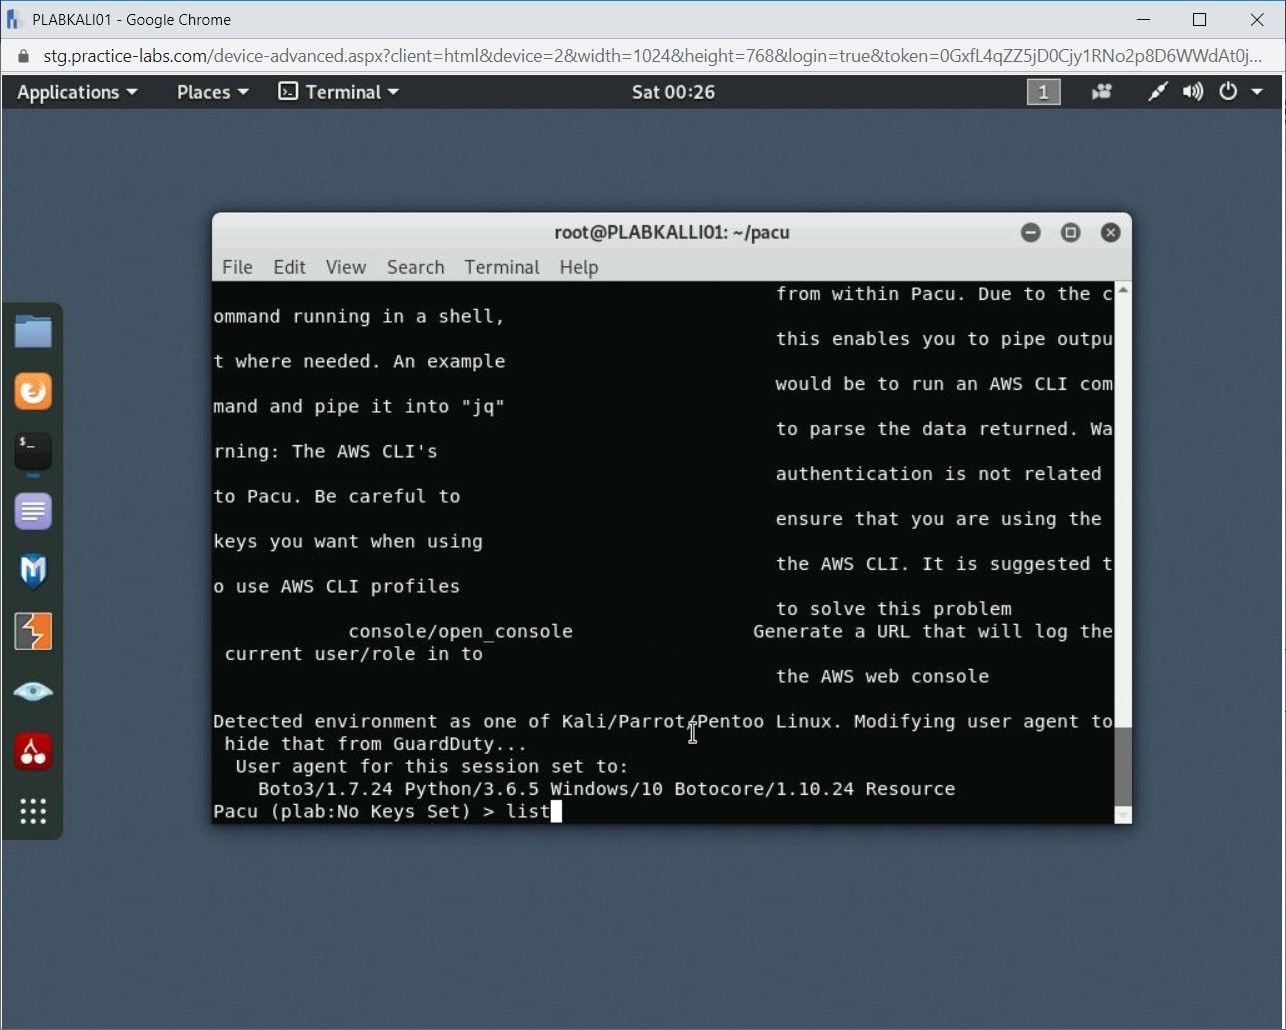 PLABKALI01 - Google Chrome
stg.practice-labs.com/device-advanced.aspx?client=html&device=2&width=1024&height=768&login=true&token=0GxfL4qZZ5jD0Cjy1RNo2p8D6WWdAt0j...
Applications Places Terminal Sat 00:26 1
root@PLABKALLI01: ~/pacu
File Edit View Search Terminal Help
from within Pacu. Due to the c
ommand running in a shell,
this enables you to pipe outpu
t where needed. An example
would be to run an AWS CLI com
mand and pipe it into "jq"
to parse the data returned. Wa
rning: The AWS CLI's
authentication is not related
to Pacu. Be careful to
ensure that you are using the
keys you want when using
the AWS CLI. It is suggested t
o use AWS CLI profiles
to solve this problem
console/open_console Generate a URL that will log the
current user/role in to
the AWS web console
Detected environment as one of Kali/Parrot/Pentoo Linux. Modifying user agent to
hide that from GuardDuty...
User agent for this session set to:
Boto3/1.7.24 Python/3.6.5 Windows/10 Botocore/1.10.24 Resource
Pacu (plab:No Keys Set) > list
$_